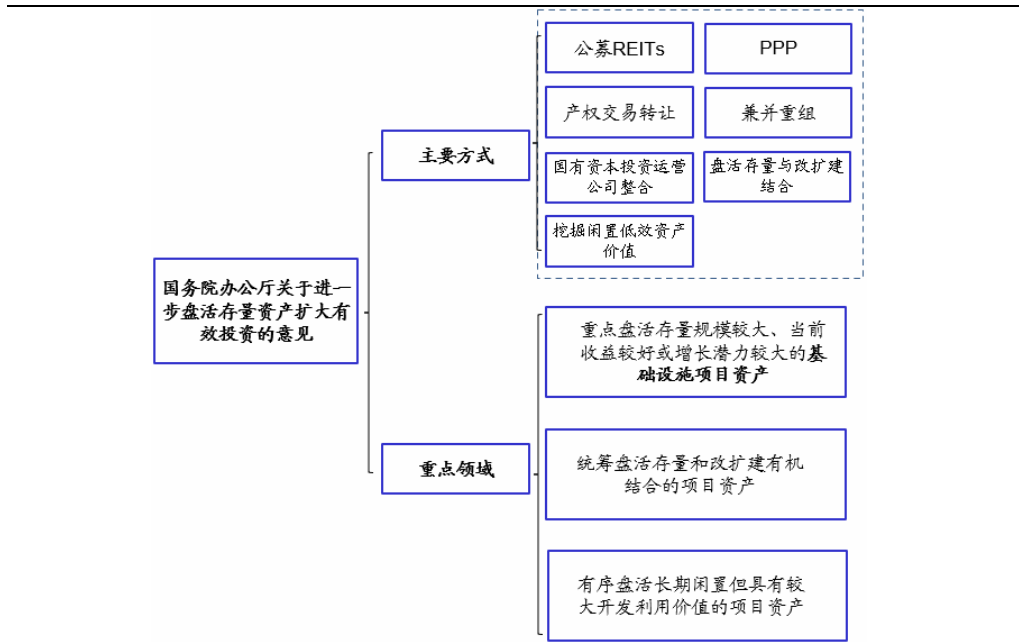 国务院办公厅关于进一
步盘活存量资产扩大有
效投资的意见
主要方式
公募REITs
PPP
产权交易转让
兼并重组
国有资本投资运营
公司整合
盘活存量与改扩建
结合
挖掘闲置低效资产
价值
重点领域
重点盘活存量规模较大、当前
收益较好或增长潜力较大的基
础设施项目资产
统筹盘活存量和改扩建有机
结合的项目资产
有序盘活长期闲置但具有较
大开发利用价值的项目资产